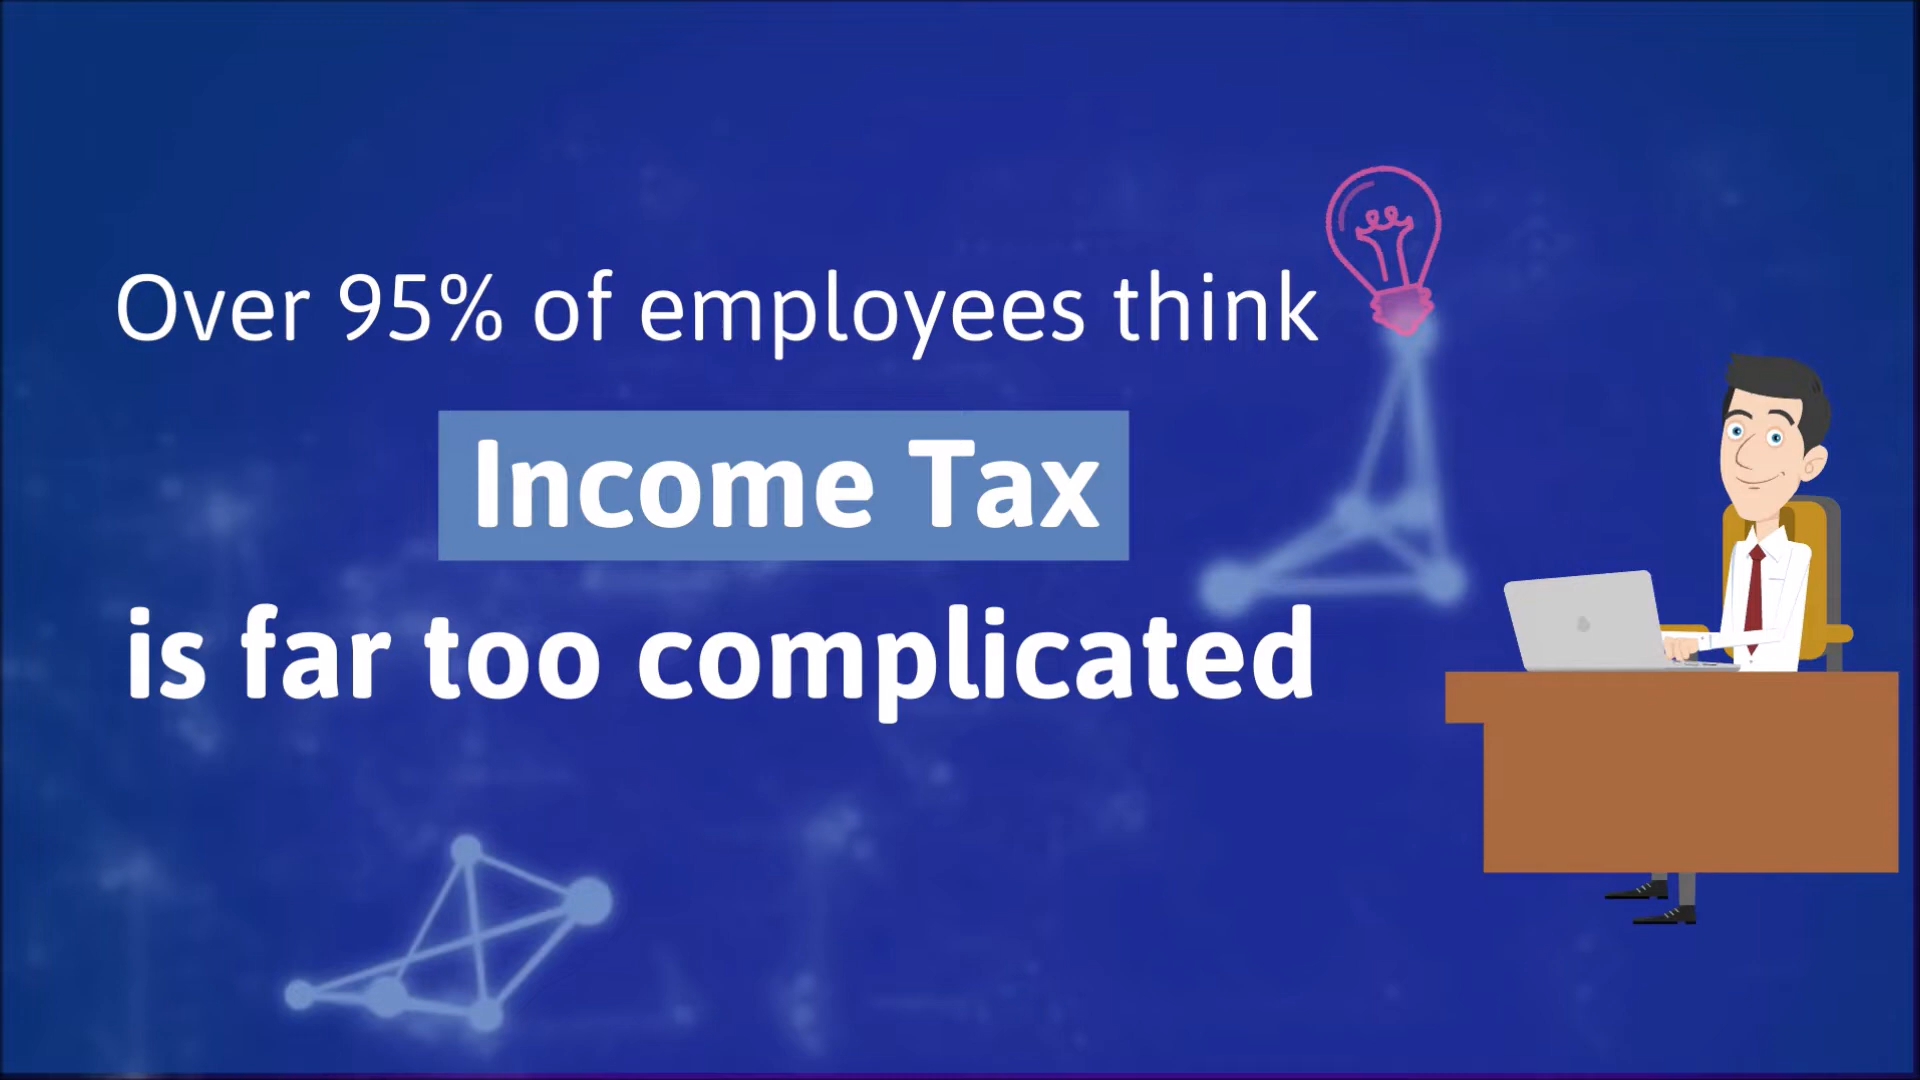 Over 95% of employees think
Income Tax
is far too complicated